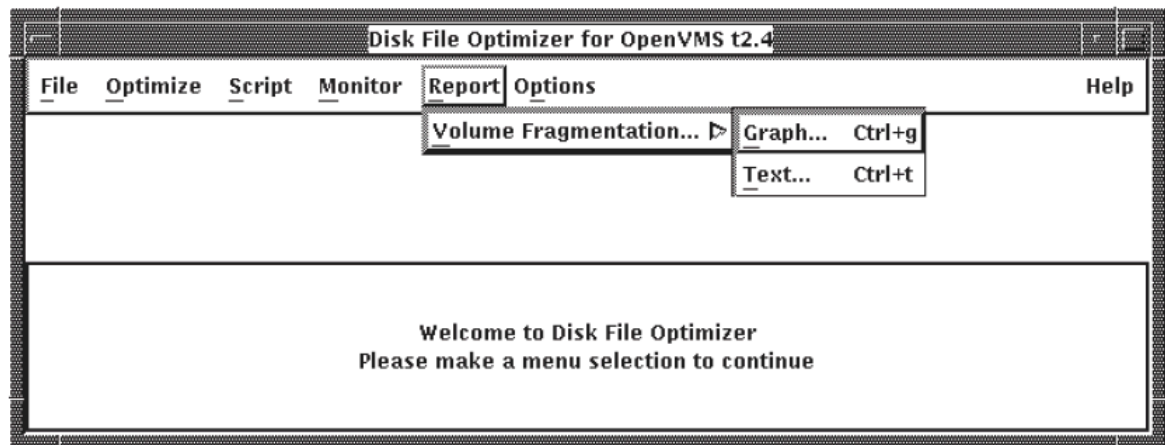 Disk File Optimizer for OpenVMS t2.4
File Optimize Script Monitor Report Options Help
Volume Fragmentation... Graph... Ctrl+g
Text... Ctrl+t
Welcome to Disk File Optimizer
Please make a menu selection to continue